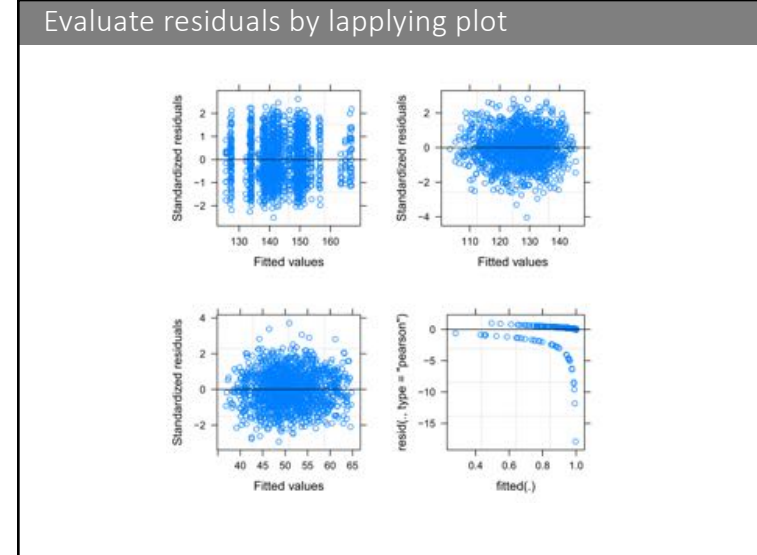 Evaluate residuals by lapplying plot
Standardized residuals
2
1
0
−1
−2
130 140 150 160
Fitted values
Standardized residuals
2
0
−2
−4
110 120 130 140
Fitted values
Standardized residuals
4
2
0
−2
40 45 50 55 60 65
Fitted values
resid(., type = "pearson")
0
−5
−10
−15
0.4 0.6 0.8 1.0
fitted(.)